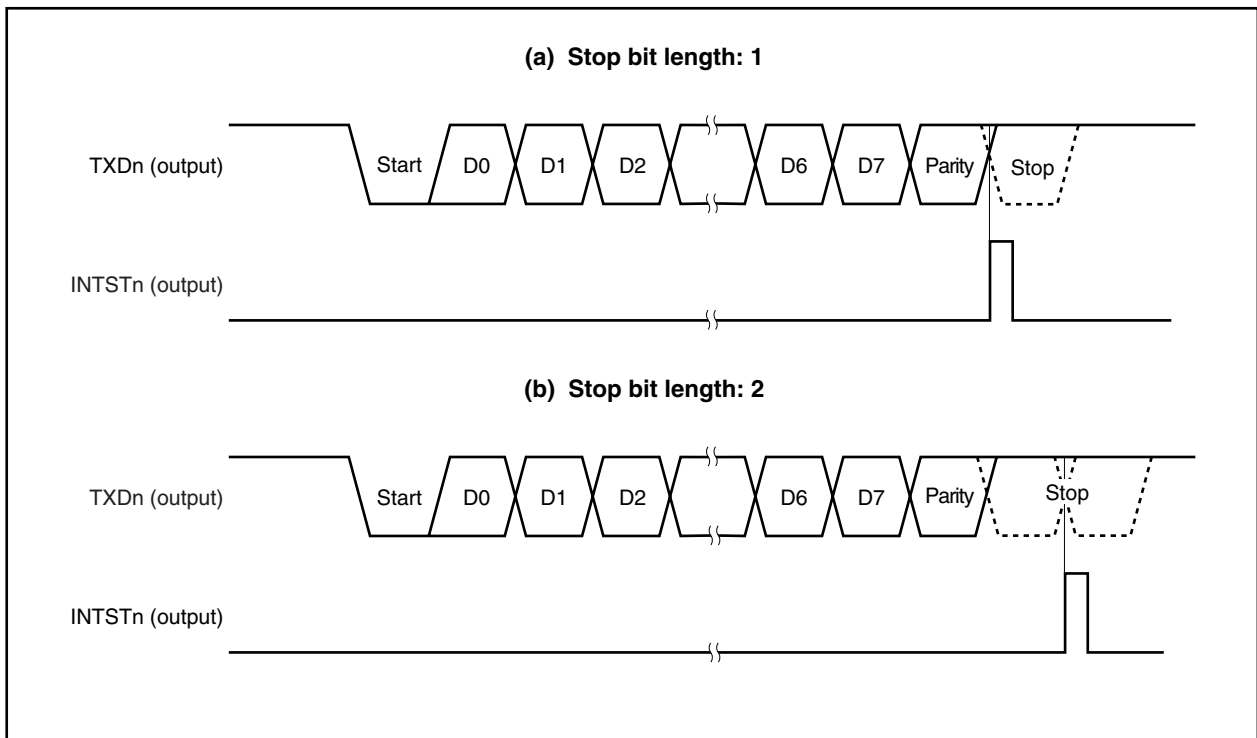 (a) Stop bit length: 1
TXDn (output)
Start D0 D1 D2 D6 D7 Parity Stop
INTSTn (output)
(b) Stop bit length: 2
TXDn (output)
Start D0 D1 D2 D6 D7 Parity Stop
INTSTn (output)